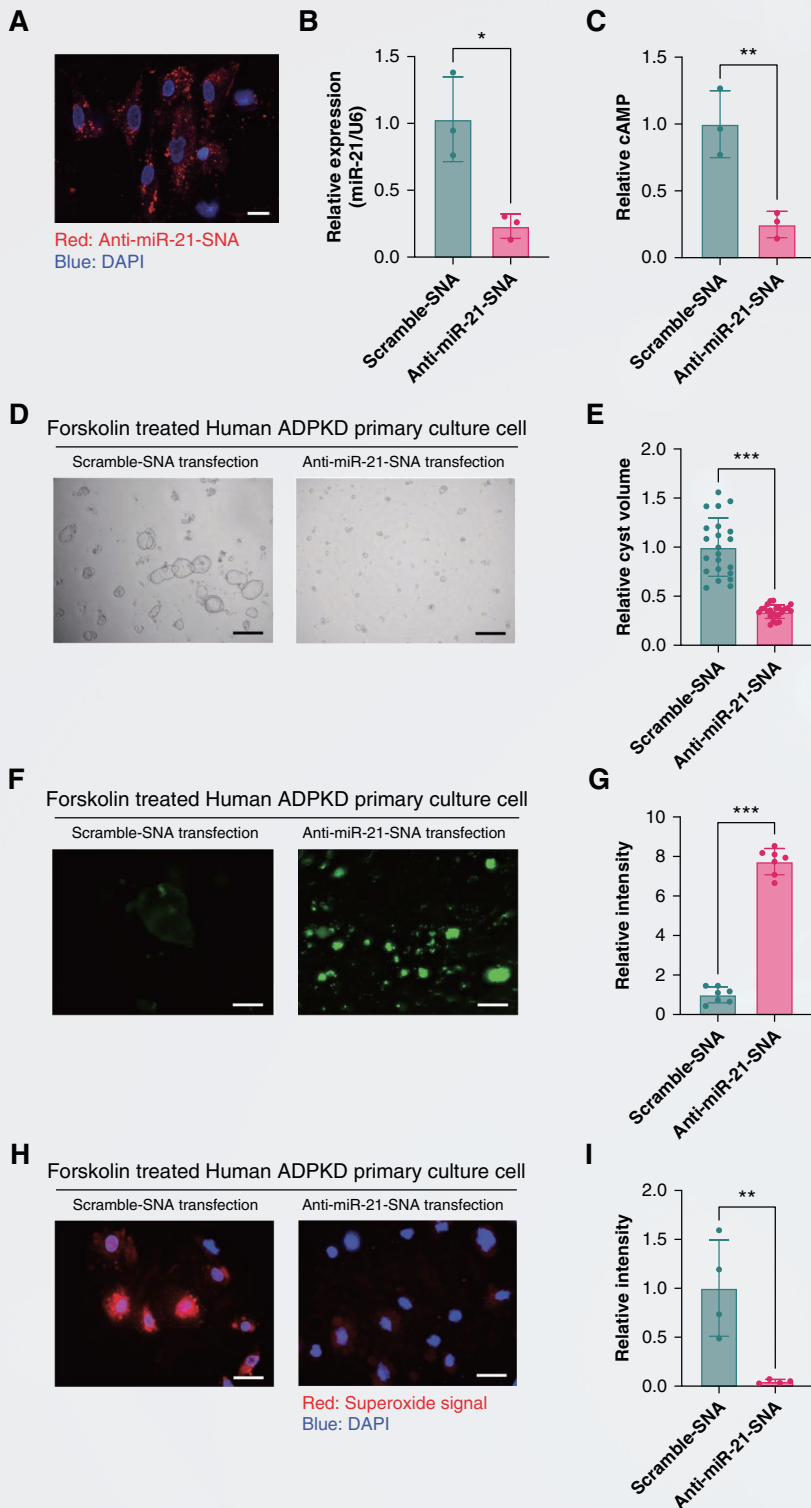 A
Red: Anti-miR-21-SNA
Blue: DAPI
B
Relative expression
(miR-21/U6)
1.5
1.0
0.5
0.0
*
Scramble-SNA
Anti-miR-21-SNA
C
Relative cAMP
1.5
1.0
0.5
0.0
**
Scramble-SNA
Anti-miR-21-SNA
D
Forskolin treated Human ADPKD primary culture cell
Scramble-SNA transfection
Anti-miR-21-SNA transfection
E
Relative cyst volume
2.0
1.5
1.0
0.5
0.0
***
Scramble-SNA
Anti-miR-21-SNA
F
Forskolin treated Human ADPKD primary culture cell
Scramble-SNA transfection
Anti-miR-21-SNA transfection
G
Relative intensity
10
8
6
4
2
0
***
Scramble-SNA
Anti-miR-21-SNA
H
Forskolin treated Human ADPKD primary culture cell
Scramble-SNA transfection
Anti-miR-21-SNA transfection
Red: Superoxide signal
Blue: DAPI
I
Relative intensity
2.0
1.5
1.0
0.5
0.0
**
Scramble-SNA
Anti-miR-21-SNA